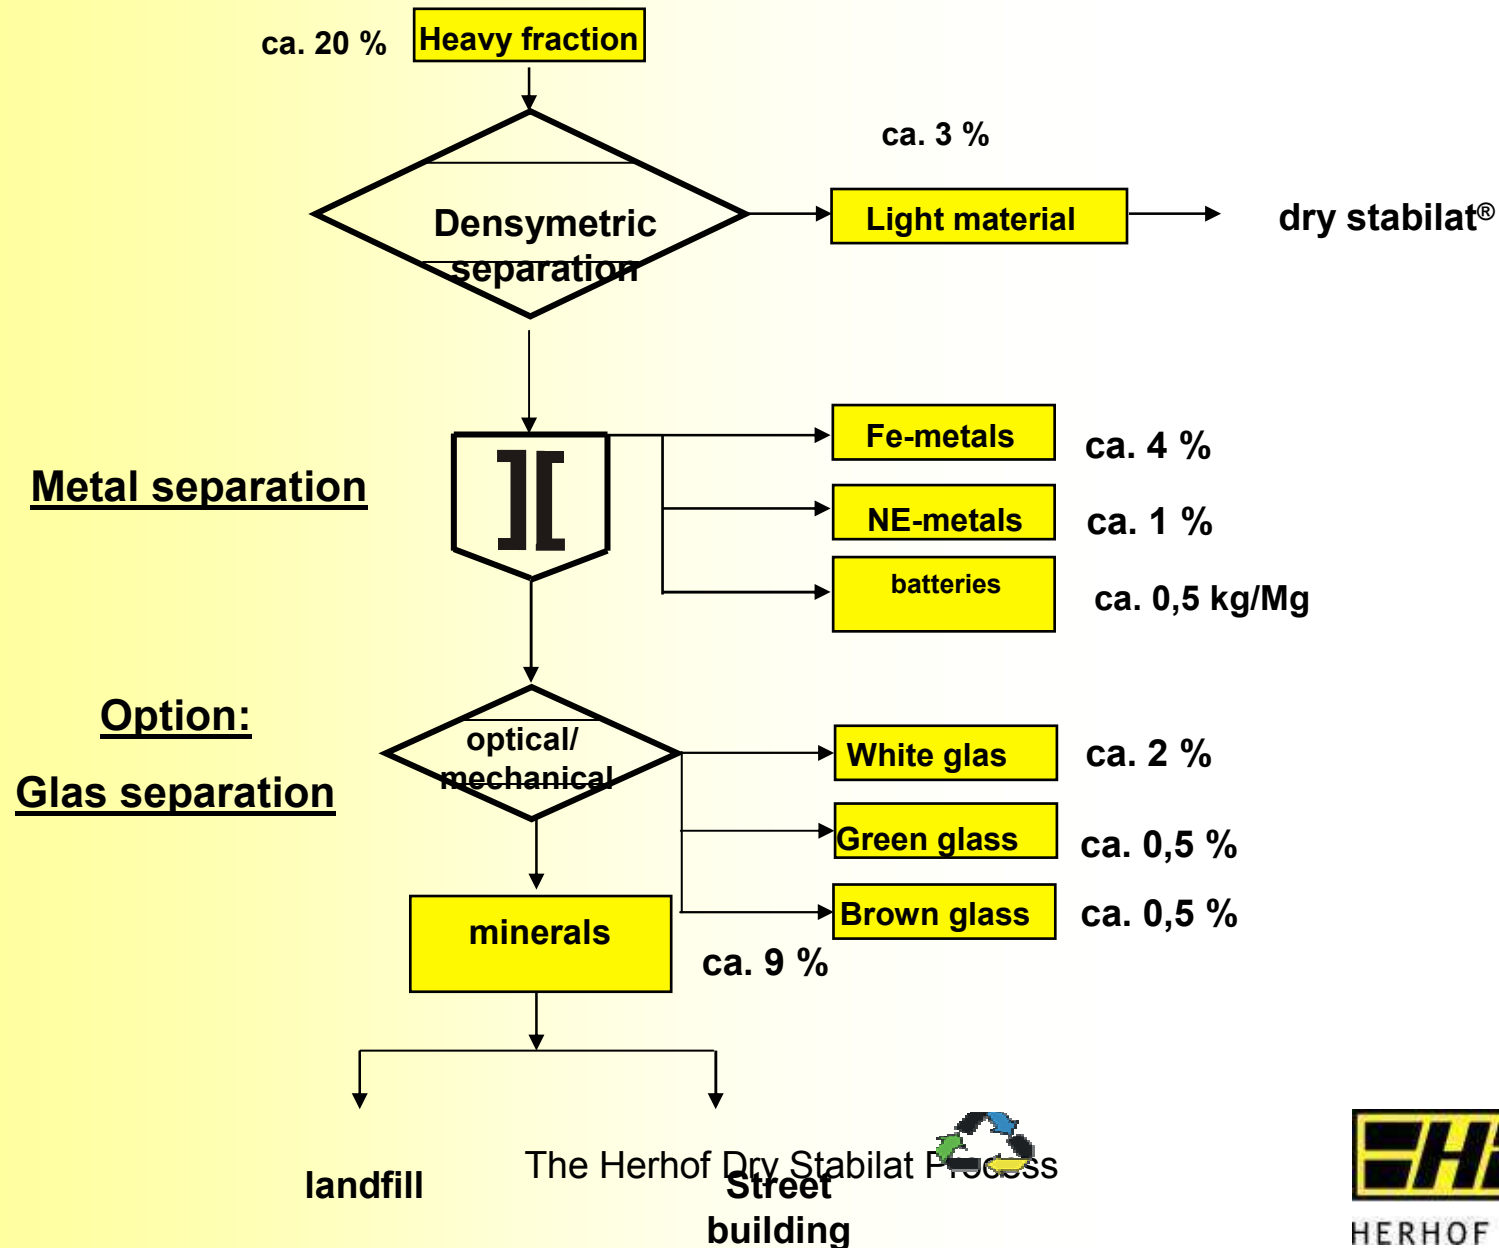 ca. 20 %
Heavy fraction
ca. 3 %
Densymetric
separation
Light material
dry stabilat®
Metal separation
Fe-metals
ca. 4 %
NE-metals
ca. 1 %
batteries
ca. 0,5 kg/Mg
Option:
Glas separation
optical/
mechanical
White glas
ca. 2 %
Green glass
ca. 0,5 %
Brown glass
ca. 0,5 %
minerals
ca. 9 %
landfill
Street
building
The Herhof Dry Stabilat Process
HERHOF